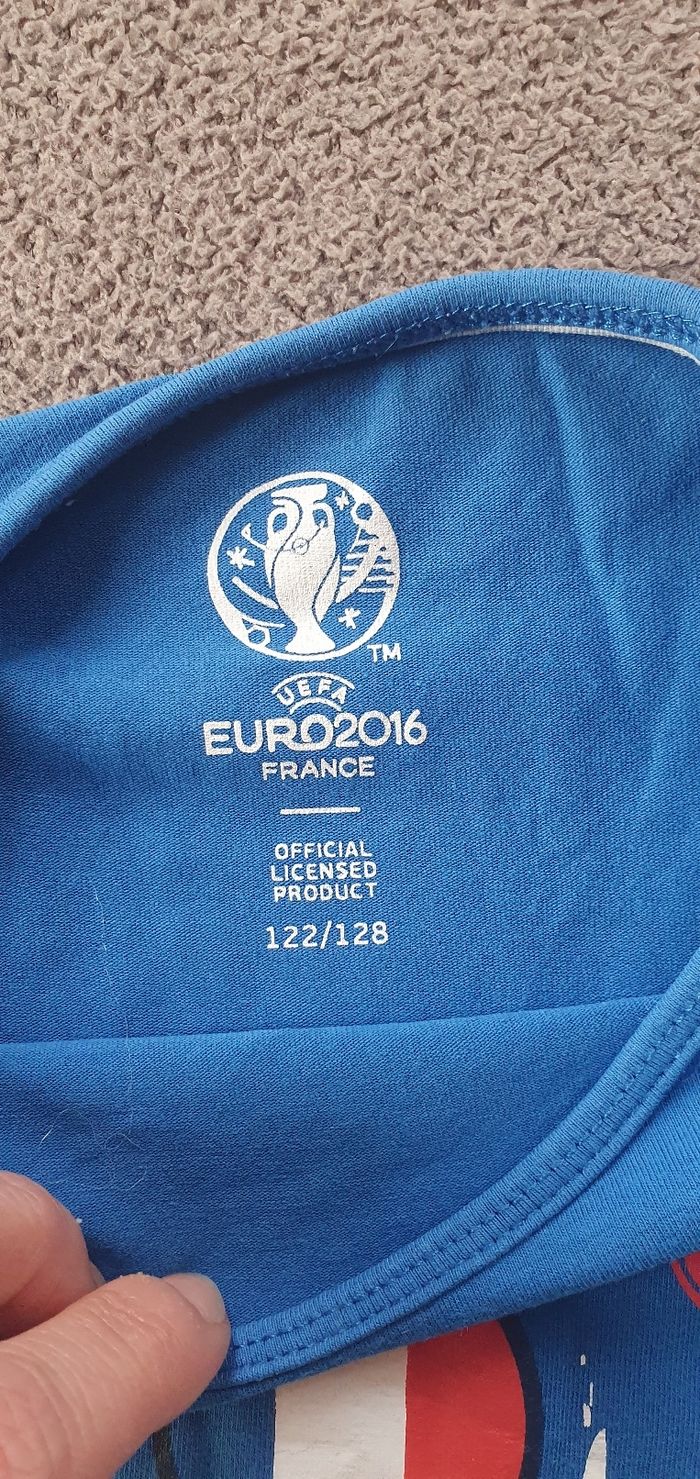 TM
UEFA
EURO2016
FRANCE
OFFICIAL
LICENSED
PRODUCT
122/128